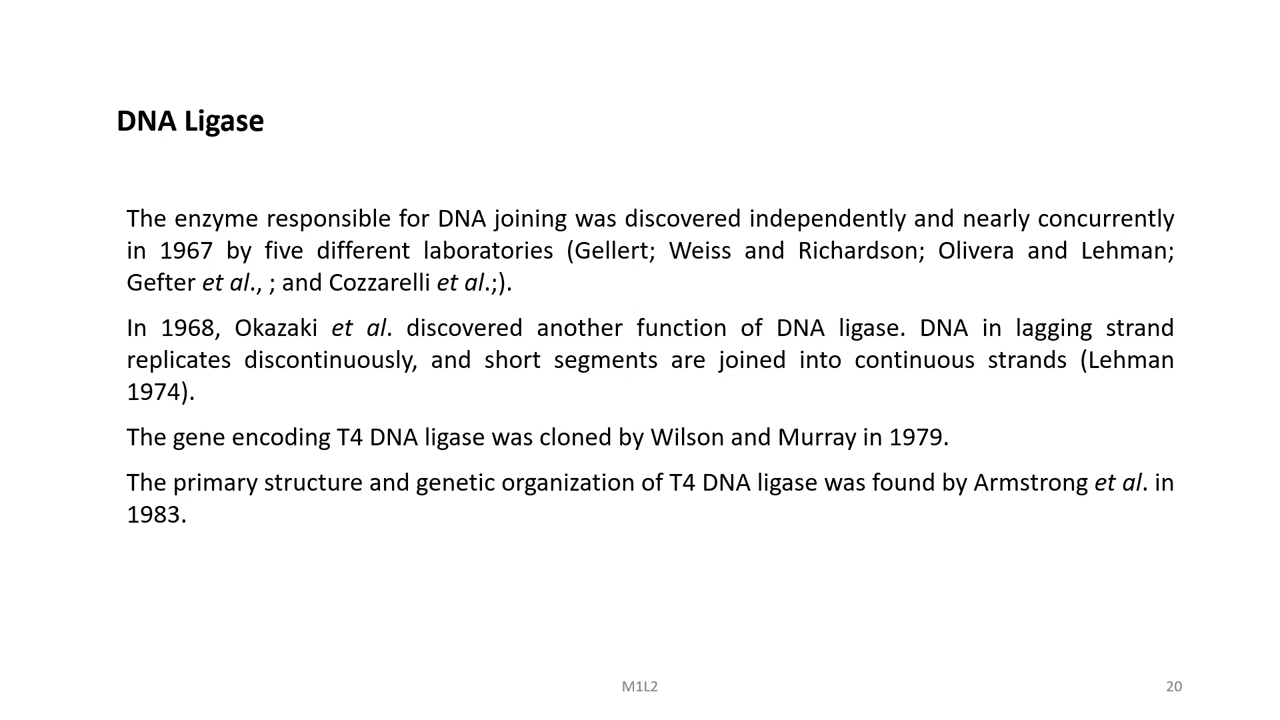 DNA Ligase
The enzyme responsible for DNA joining was discovered independently and nearly concurrently
in 1967 by five different laboratories (Gellert; Weiss and Richardson; Olivera and Lehman;
Gefter et al., ; and Cozzarelli et al.;).
In 1968, Okazaki et al. discovered another function of DNA ligase. DNA in lagging strand
replicates discontinuously, and short segments are joined into continuous strands (Lehman
1974).
The gene encoding T4 DNA ligase was cloned by Wilson and Murray in 1979.
The primary structure and genetic organization of T4 DNA ligase was found by Armstrong et al. in
1983.
M1L2
20